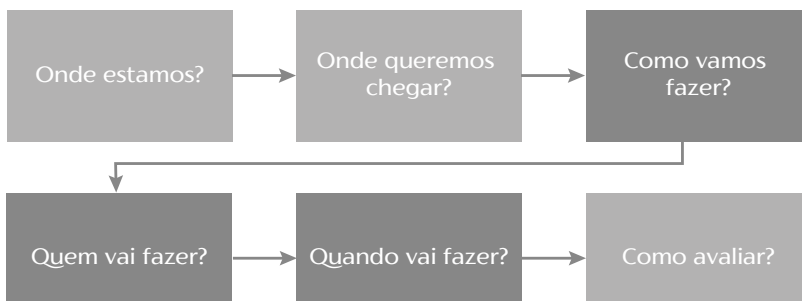 Onde estamos?
Onde queremos
chegar?
Como vamos
fazer?
Quem vai fazer?
Quando vai fazer?
Como avaliar?